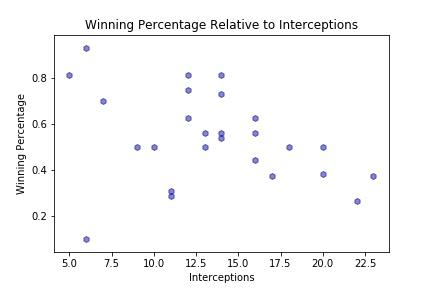 Winning Percentage Relative to Interceptions
0.8
0.6
0.4
0.2
Winning Percentage
5.0 7.5 10.0 12.5 15.0 17.5 20.0 22.5
Interceptions